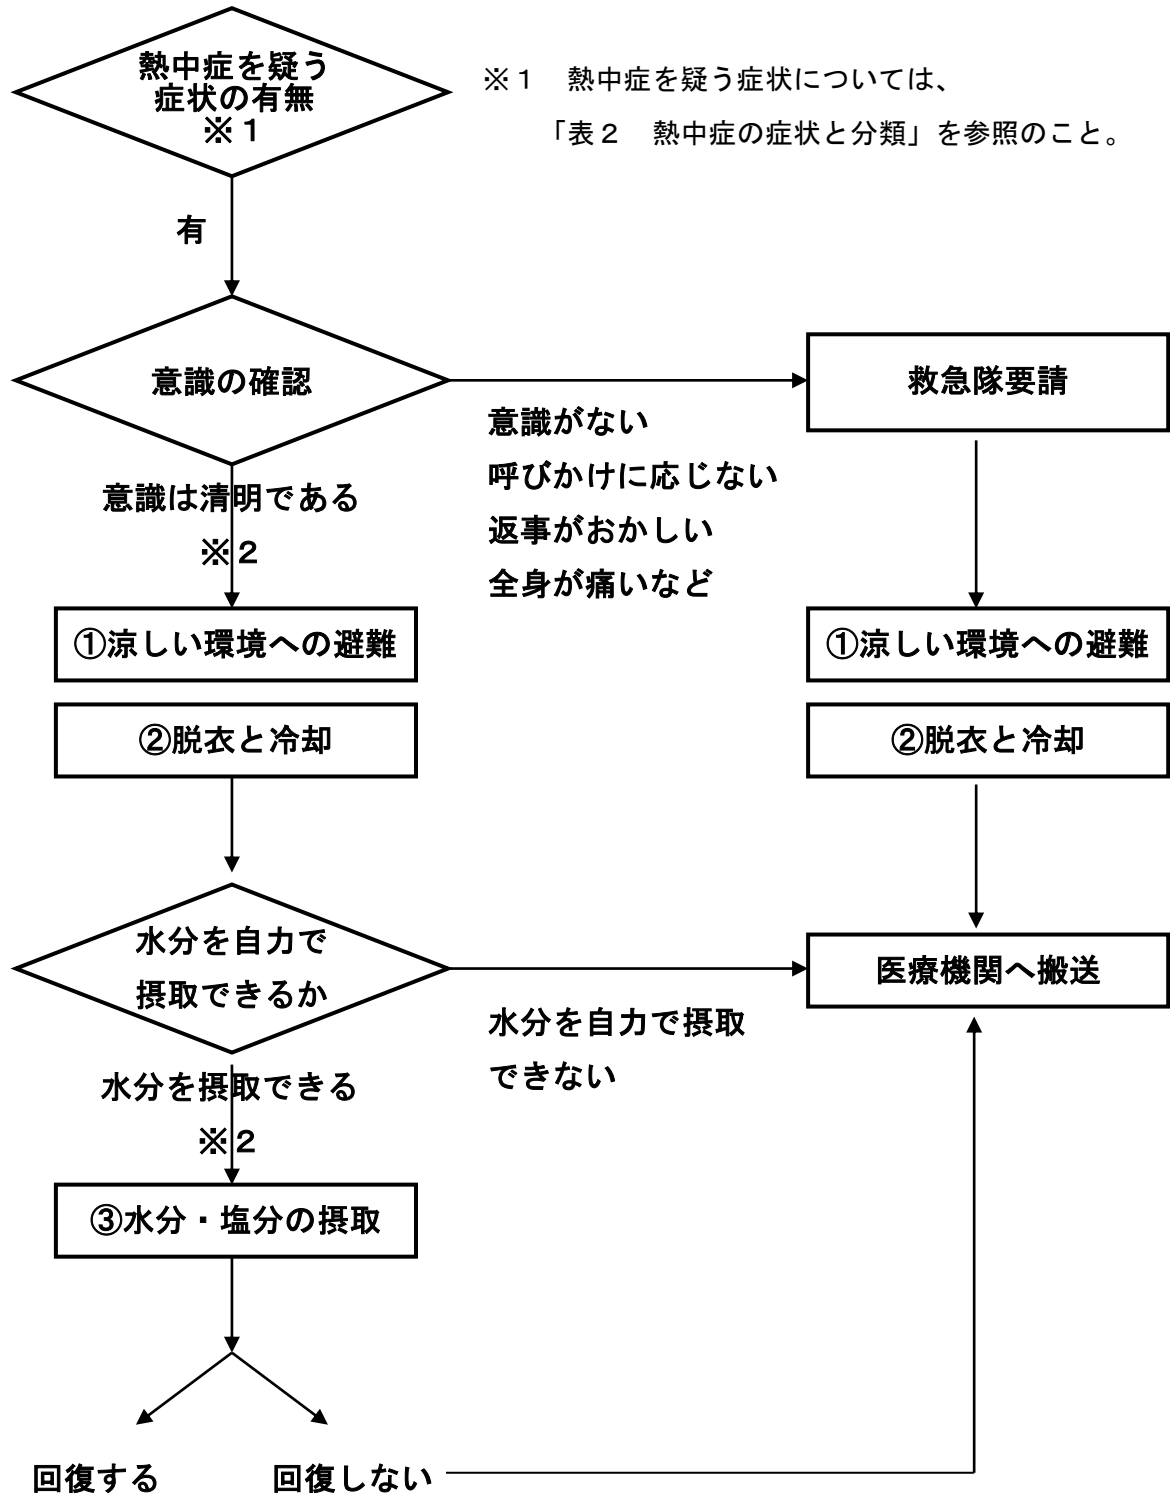 熱中症を疑う
症状の有無
※１
※１　熱中症を疑う症状については、
「表２　熱中症の症状と分類」を参照のこと。
有
意識の確認
救急隊要請
意識がない
呼びかけに応じない
返事がおかしい
全身が痛いなど
意識は清明である
※２
①涼しい環境への避難
①涼しい環境への避難
②脱衣と冷却
②脱衣と冷却
水分を自力で
摂取できるか
医療機関へ搬送
水分を自力で摂取
できない
水分を摂取できる
※２
③水分・塩分の摂取
回復する
回復しない